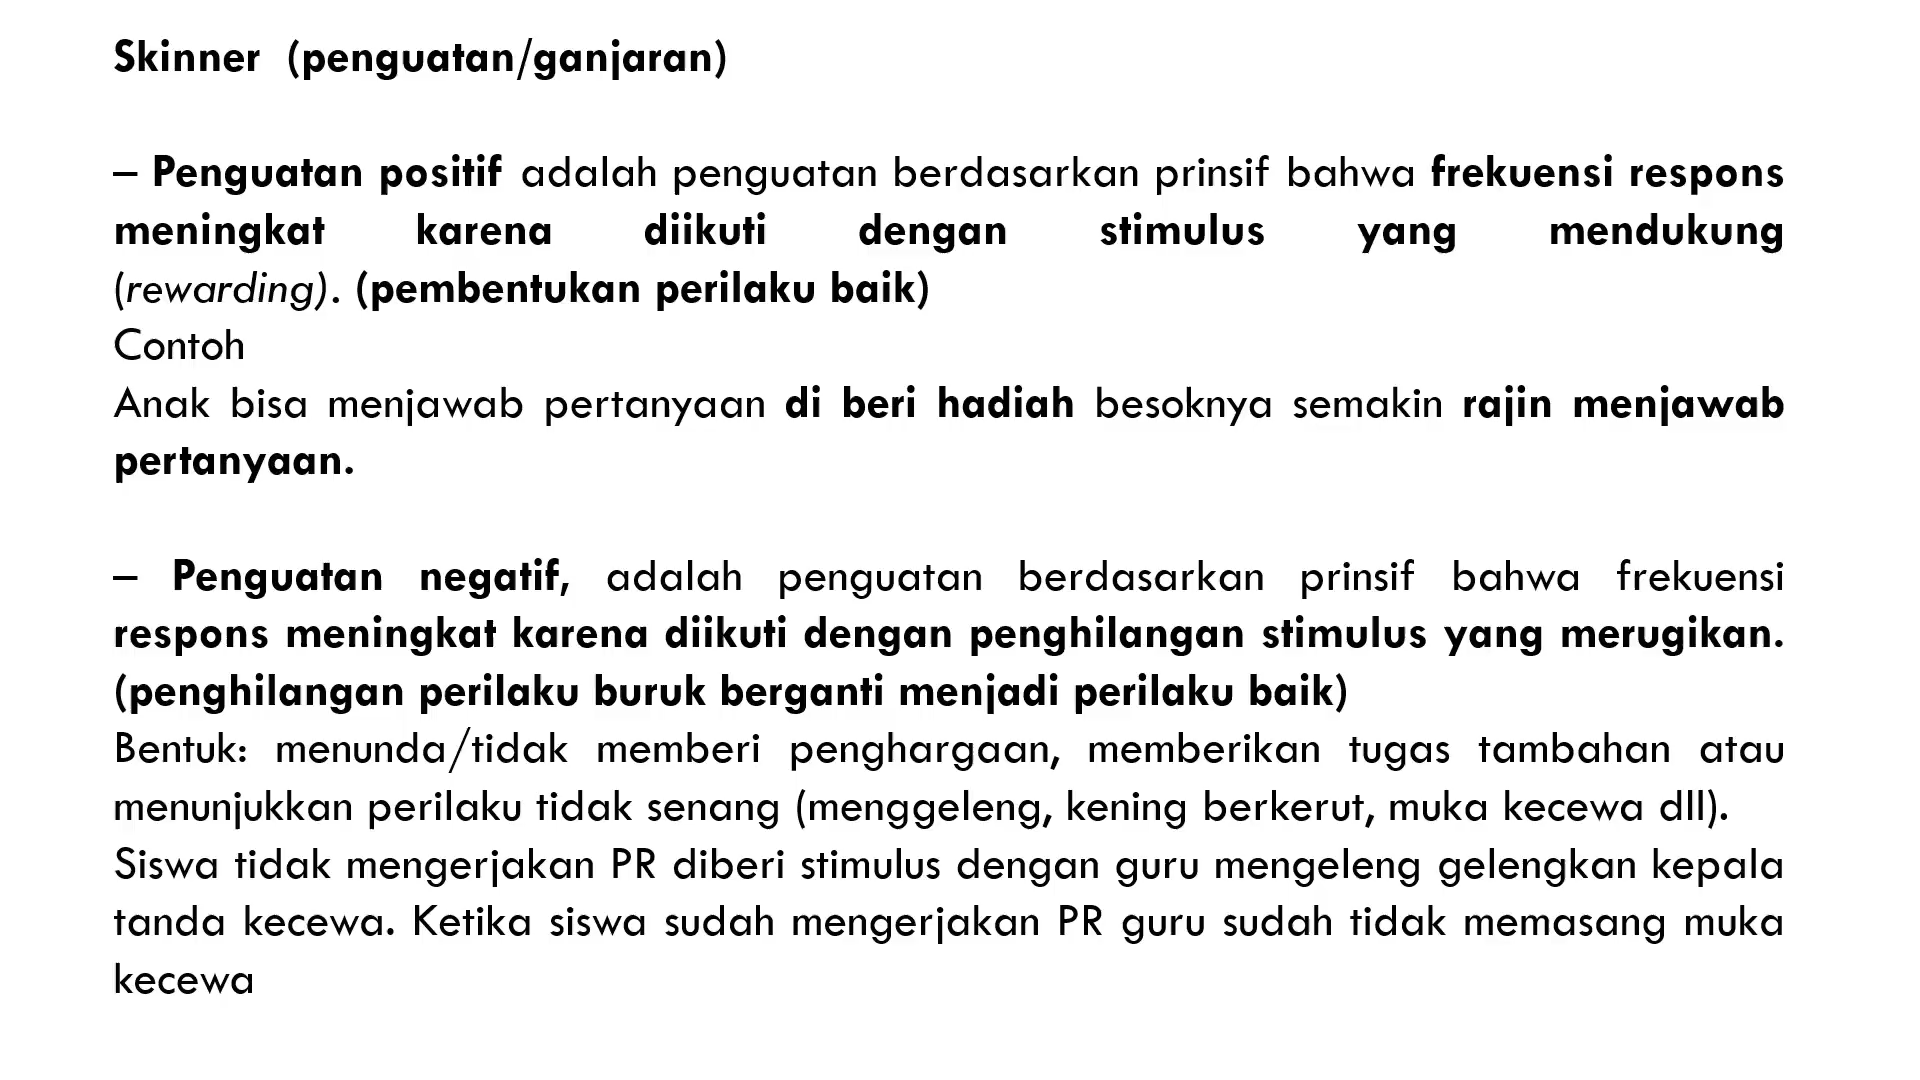 Skinner (penguatan/ganjaran)
– Penguatan positif adalah penguatan berdasarkan prinsif bahwa frekuensi respons
meningkat karena diikuti dengan stimulus yang mendukung
(rewarding). (pembentukan perilaku baik)
Contoh
Anak bisa menjawab pertanyaan di beri hadiah besoknya semakin rajin menjawab
pertanyaan.
– Penguatan negatif, adalah penguatan berdasarkan prinsif bahwa frekuensi
respons meningkat karena diikuti dengan penghilangan stimulus yang merugikan.
(penghilangan perilaku buruk berganti menjadi perilaku baik)
Bentuk: menunda/tidak memberi penghargaan, memberikan tugas tambahan atau
menunjukkan perilaku tidak senang (menggeleng, kening berkerut, muka kecewa dll).
Siswa tidak mengerjakan PR diberi stimulus dengan guru mengeleng gelengkan kepala
tanda kecewa. Ketika siswa sudah mengerjakan PR guru sudah tidak memasang muka
kecewa